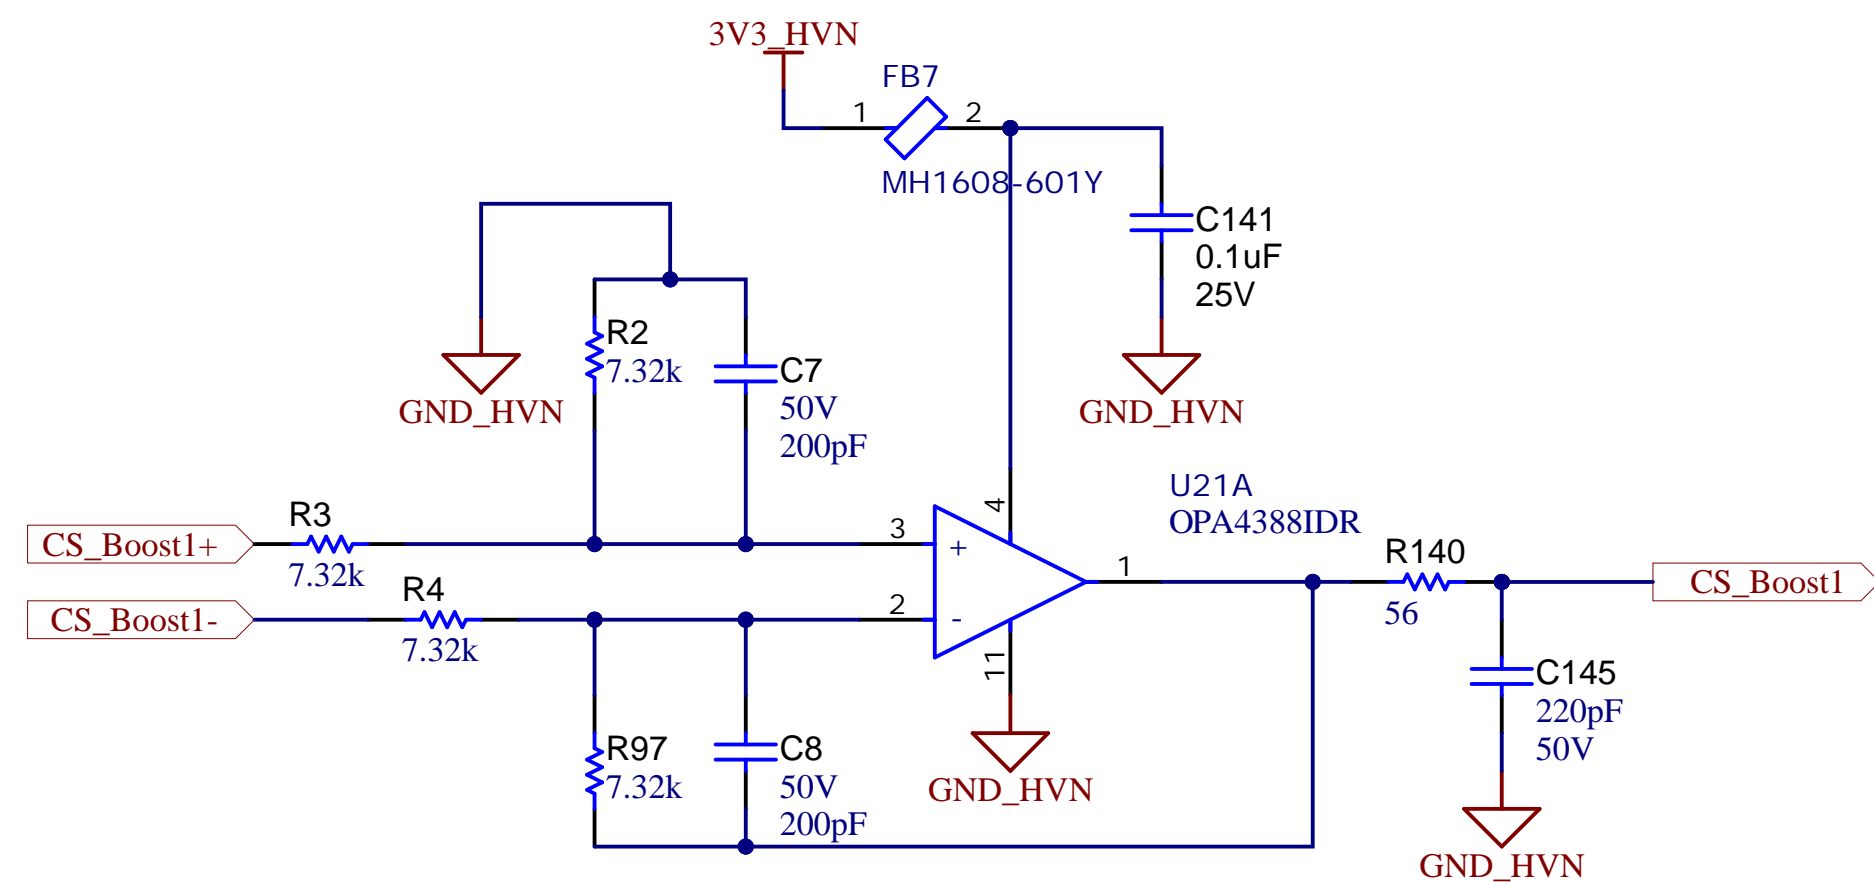 3V3_HVN
FB7
1
2
MH1608-601Y
C141
0.1uF
25V
GND_HVN
R2
7.32k
C7
50V
200pF
GND_HVN
U21A
OPA4388IDR
4
R3
CS_Boost1+
7.32k
3
+
R4
CS_Boost1-
7.32k
2
-
1
11
R140
56
CS_Boost1
C145
220pF
50V
GND_HVN
R97
7.32k
C8
50V
200pF
GND_HVN